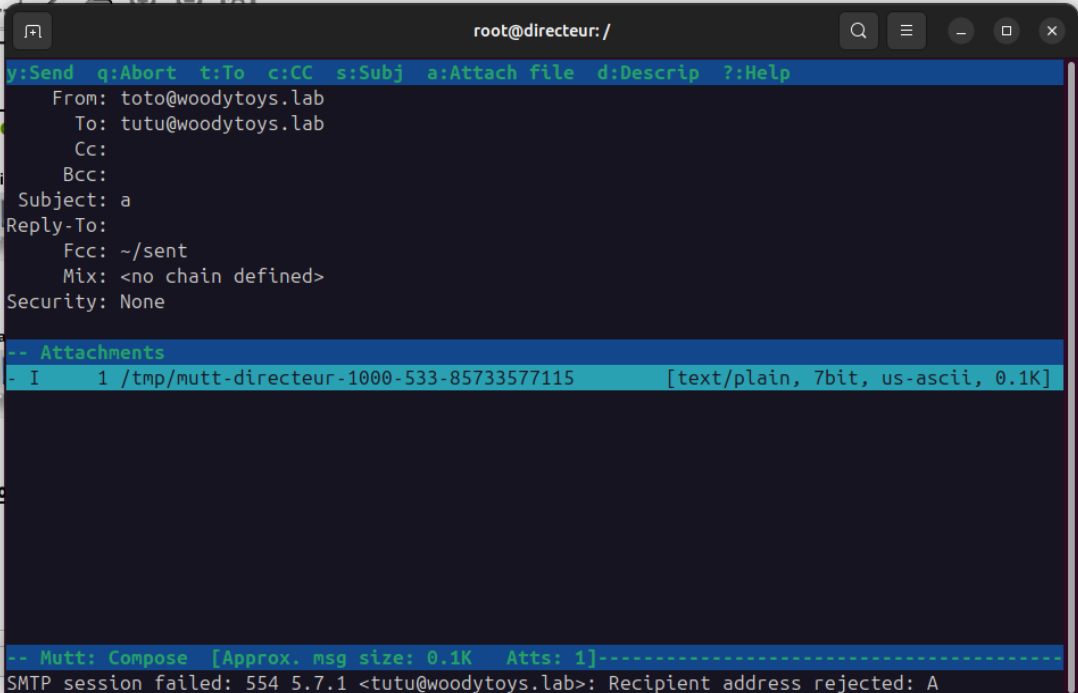 root@directeur: /
y:Send  q:Abort  t:To  c:CC  s:Subj  a:Attach file  d:Descrip  ?:Help
From: toto@woodytoys.lab
To: tutu@woodytoys.lab
Cc:
Bcc:
Subject: a
Reply-To:
Fcc: ~/sent
Mix: <no chain defined>
Security: None
-- Attachments
- I     1 /tmp/mutt-directeur-1000-533-85733577115        [text/plain, 7bit, us-ascii, 0.1K]
-- Mutt: Compose  [Approx. msg size: 0.1K   Atts: 1]-----------------------------------------
SMTP session failed: 554 5.7.1 <tutu@woodytoys.lab>: Recipient address rejected: A